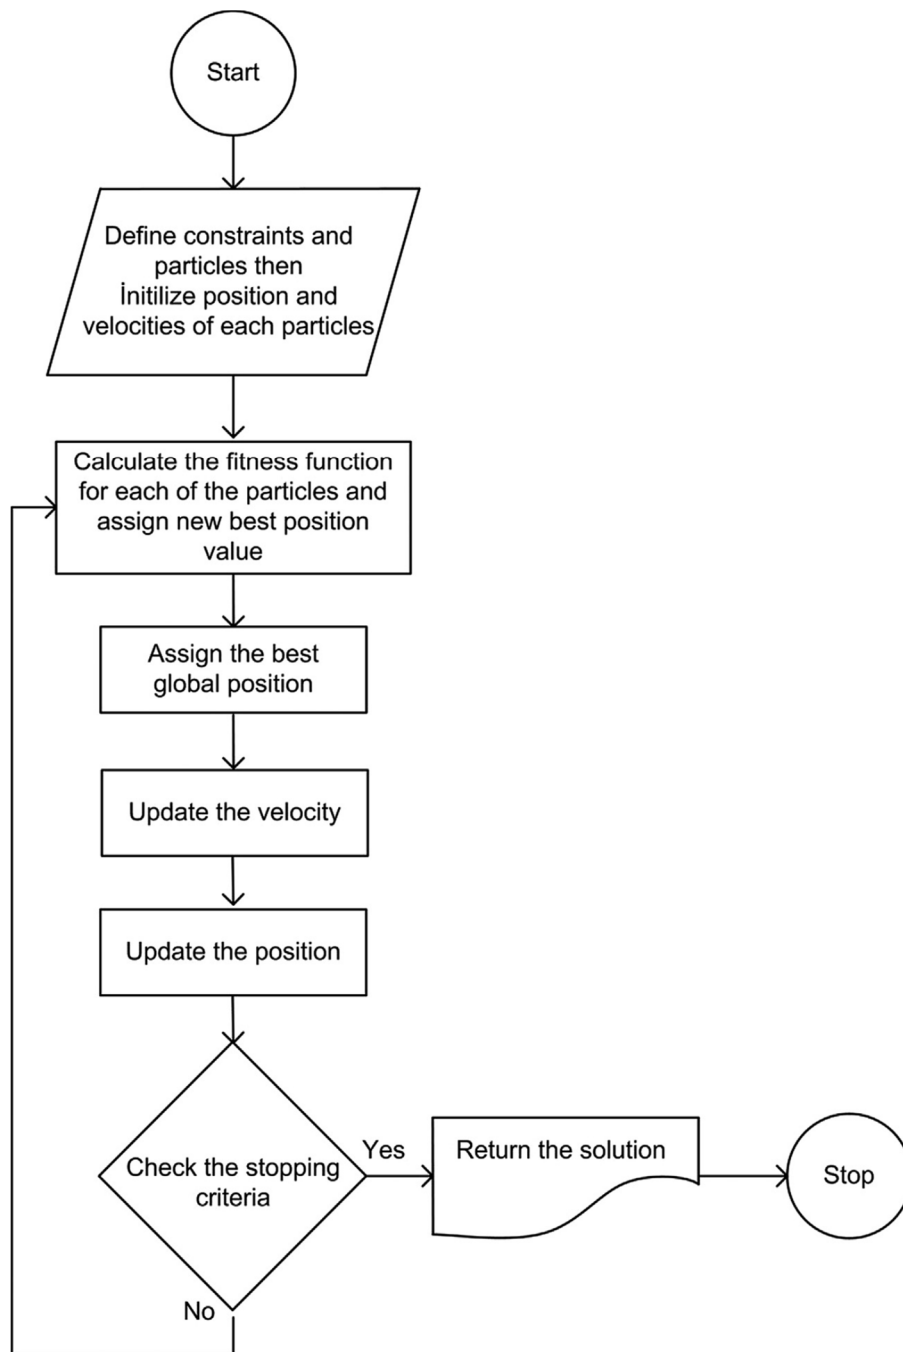 Start
Define constraints and
particles then
İnitilize position and
velocities of each particles
Calculate the fitness function
for each of the particles and
assign new best position
value
Assign the best
global position
Update the velocity
Update the position
Check the stopping
criteria
Yes
Return the solution
Stop
No